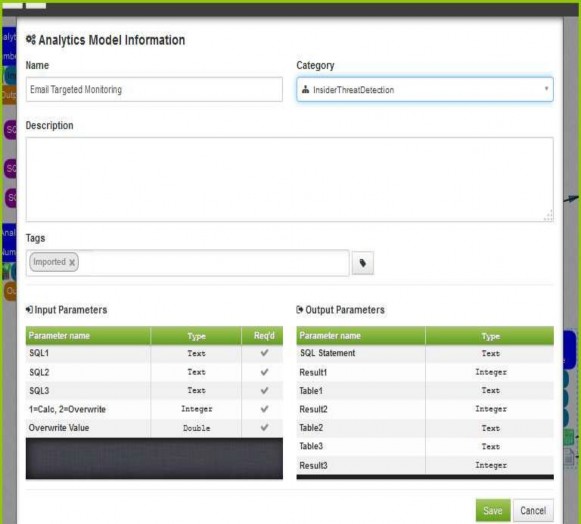 Analytics Model Information
Name
Category
Email Targeted Monitoring
InsiderThreatDetection
Description
Tags
Imported x
Input Parameters
Output Parameters
Parameter name Type Req'd
SQL1 Text
SQL2 Text
SQL3 Text
1=Calc, 2=Overwrite Integer
Overwrite Value Double
Parameter name Type
SQL Statement Text
Result1 Integer
Table1 Text
Result2 Integer
Table2 Text
Table3 Text
Result3 Integer
Save Cancel